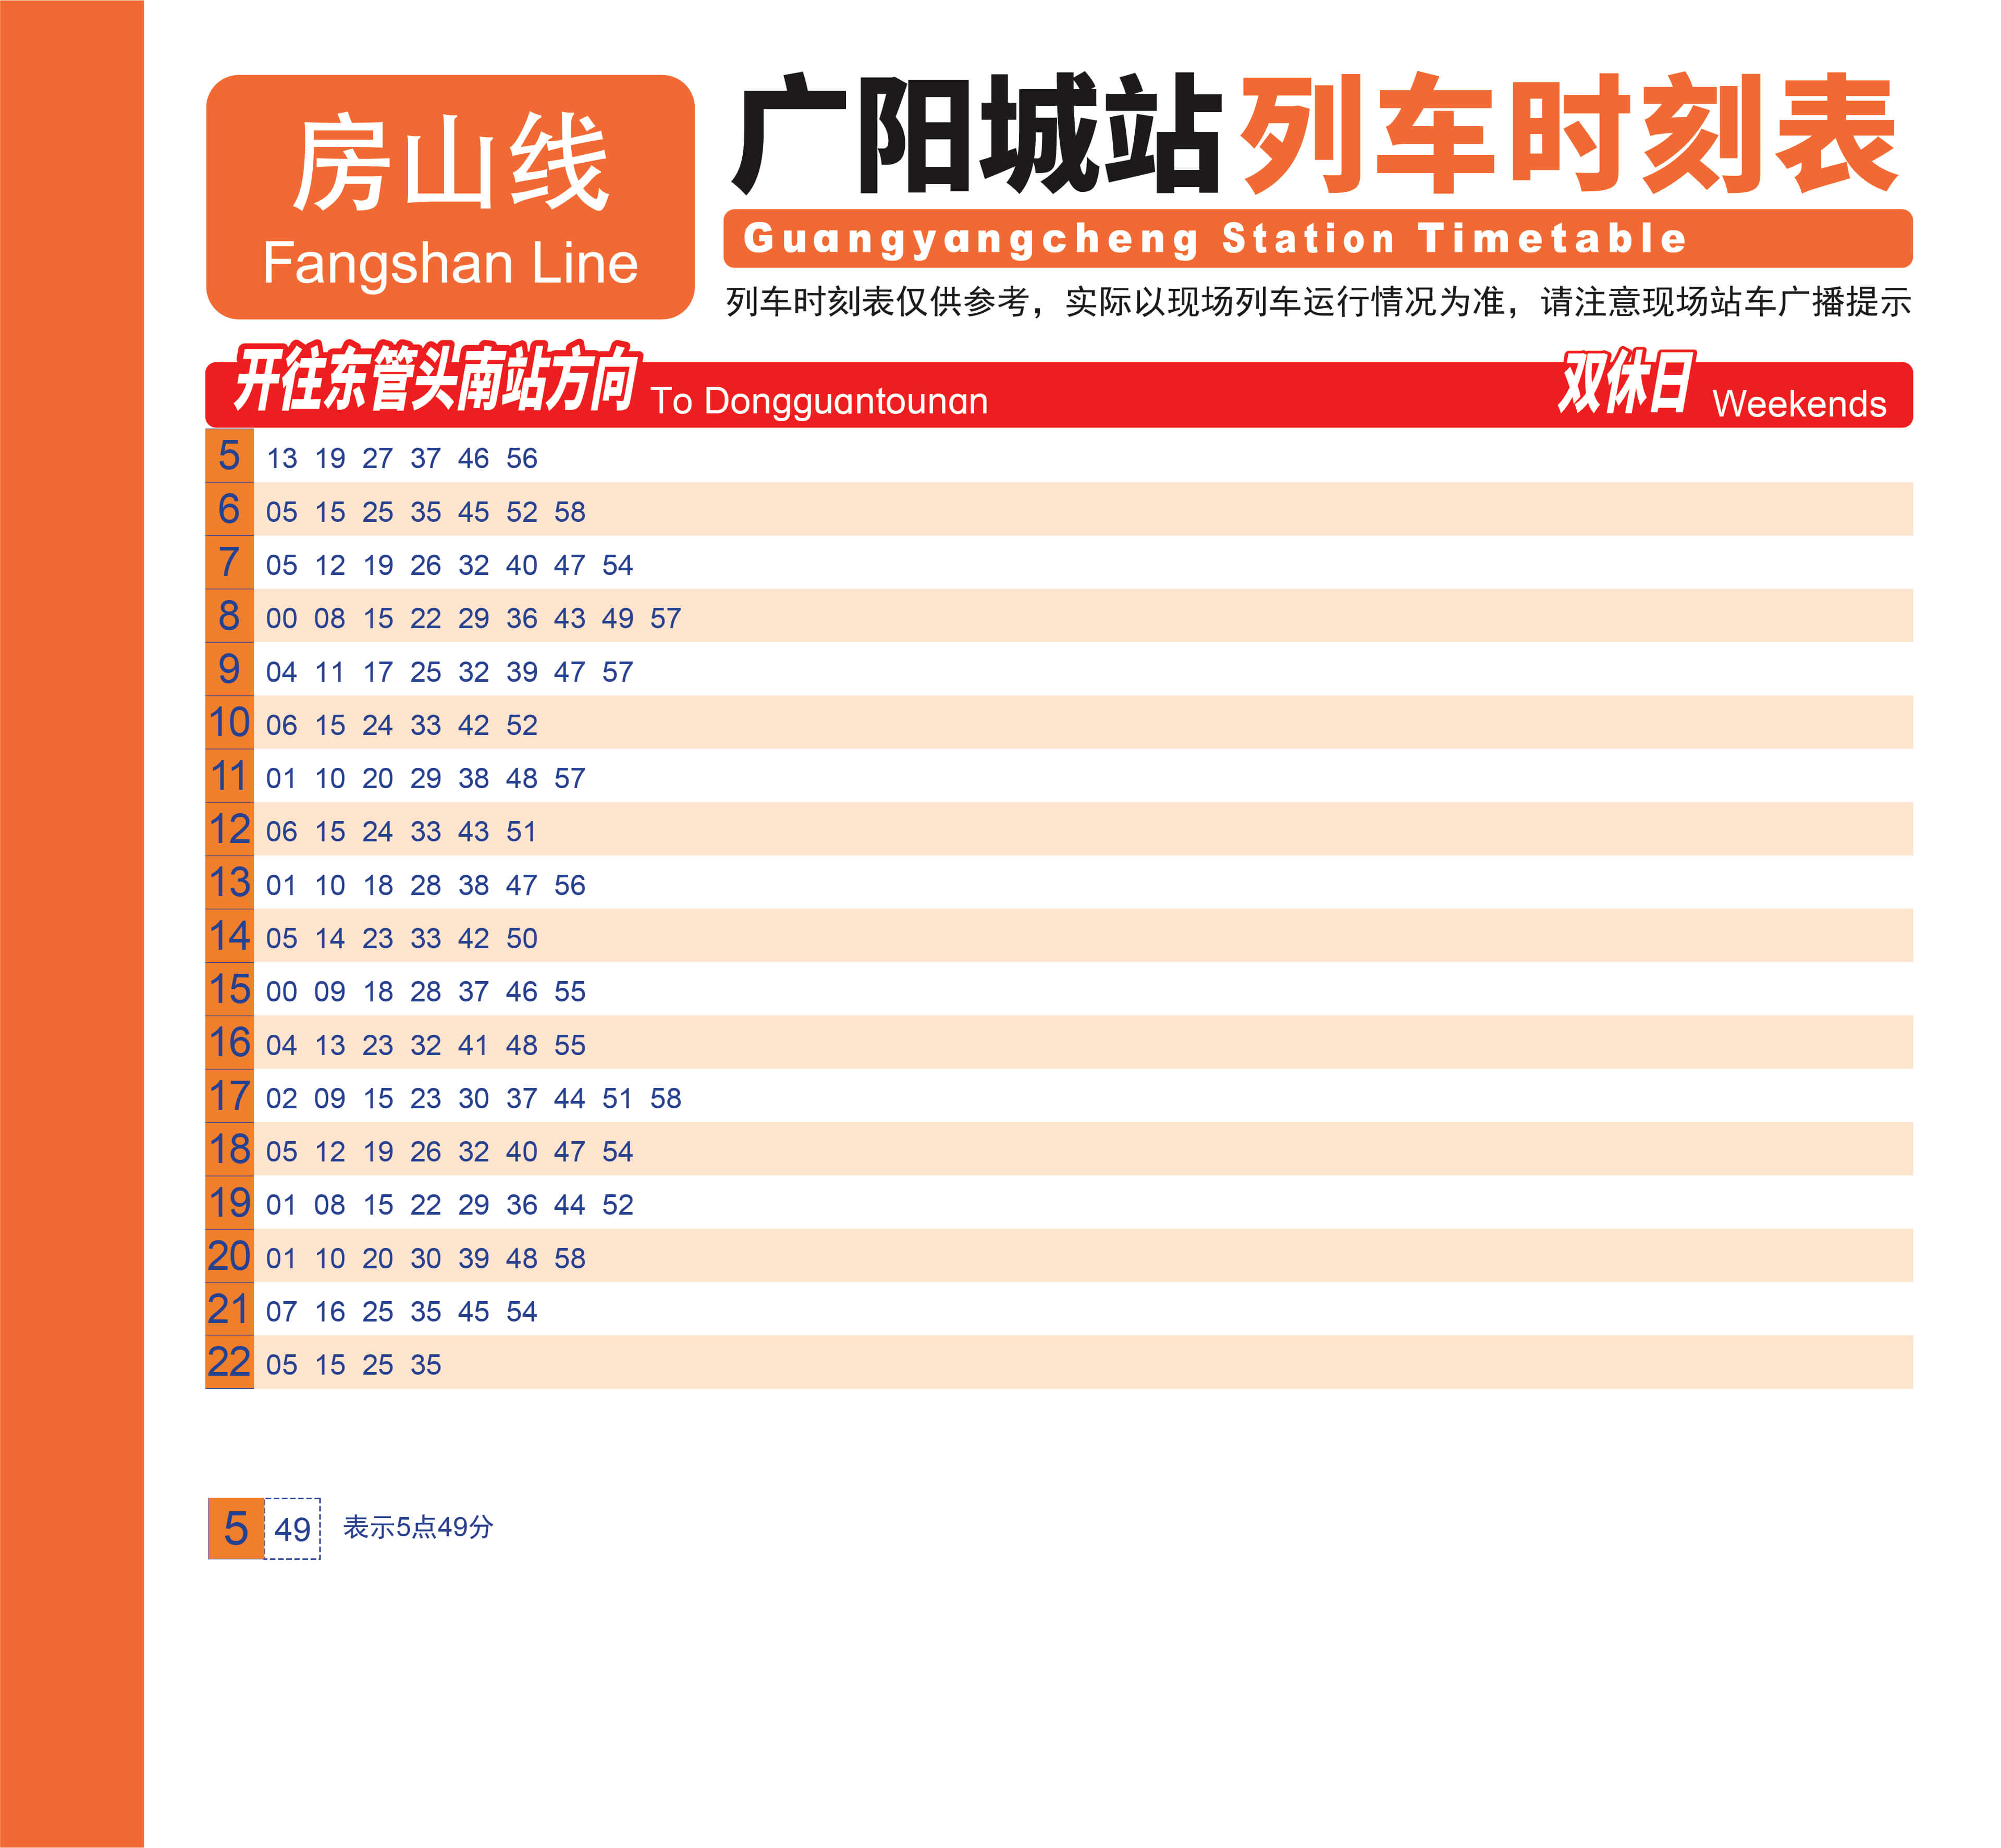 房山线
Fangshan Line
广阳城站列车时刻表
Guangyangcheng Station Timetable
列车时刻表仅供参考，实际以现场列车运行情况为准，请注意现场站车广播提示
开往东管头南站方向 To Dongguantounan 双休日 Weekends
5 13 19 27 37 46 56
6 05 15 25 35 45 52 58
7 05 12 19 26 32 40 47 54
8 00 08 15 22 29 36 43 49 57
9 04 11 17 25 32 39 47 57
10 06 15 24 33 42 52
11 01 10 20 29 38 48 57
12 06 15 24 33 43 51
13 01 10 18 28 38 47 56
14 05 14 23 33 42 50
15 00 09 18 28 37 46 55
16 04 13 23 32 41 48 55
17 02 09 15 23 30 37 44 51 58
18 05 12 19 26 32 40 47 54
19 01 08 15 22 29 36 44 52
20 01 10 20 30 39 48 58
21 07 16 25 35 45 54
22 05 15 25 35
5 49 表示5点49分